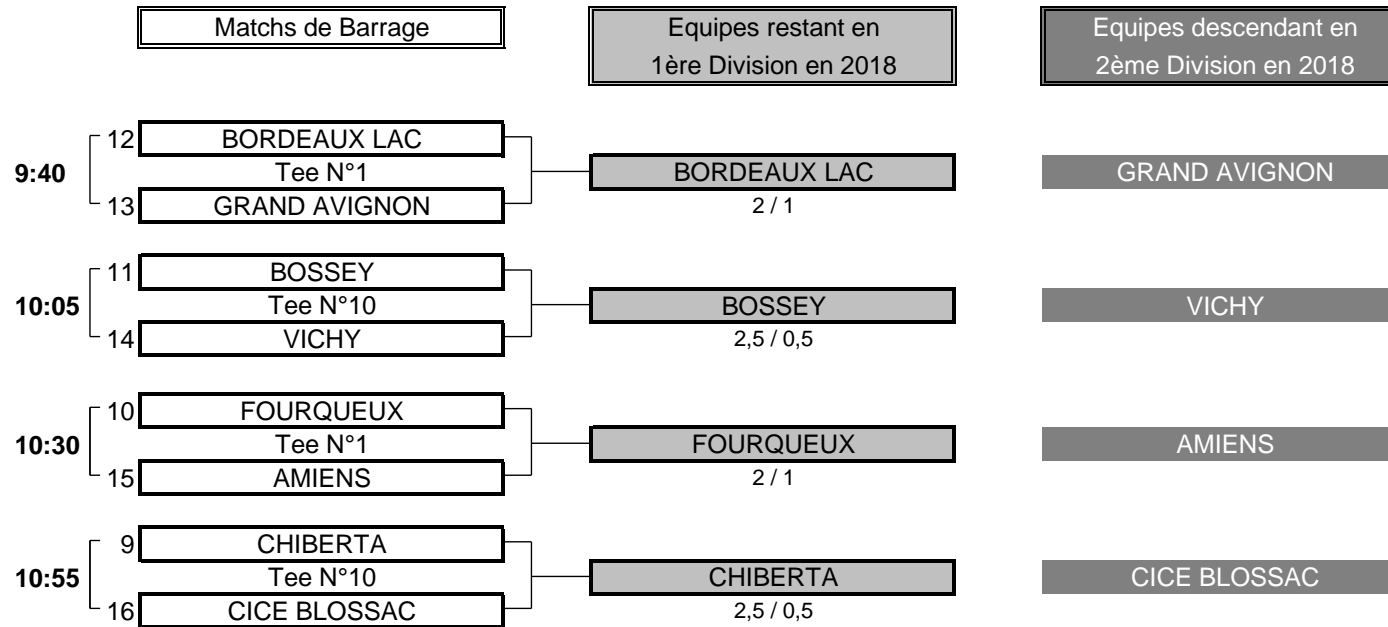 Matchs de Barrage
Equipes restant en
1ère Division en 2018
Equipes descendant en
2ème Division en 2018
12 BORDEAUX LAC
9:40 Tee N°1 BORDEAUX LAC GRAND AVIGNON
13 GRAND AVIGNON 2 / 1
11 BOSSEY
10:05 Tee N°10 BOSSEY VICHY
14 VICHY 2,5 / 0,5
10 FOURQUEUX
10:30 Tee N°1 FOURQUEUX AMIENS
15 AMIENS 2 / 1
9 CHIBERTA
10:55 Tee N°10 CHIBERTA CICE BLOSSAC
16 CICE BLOSSAC 2,5 / 0,5